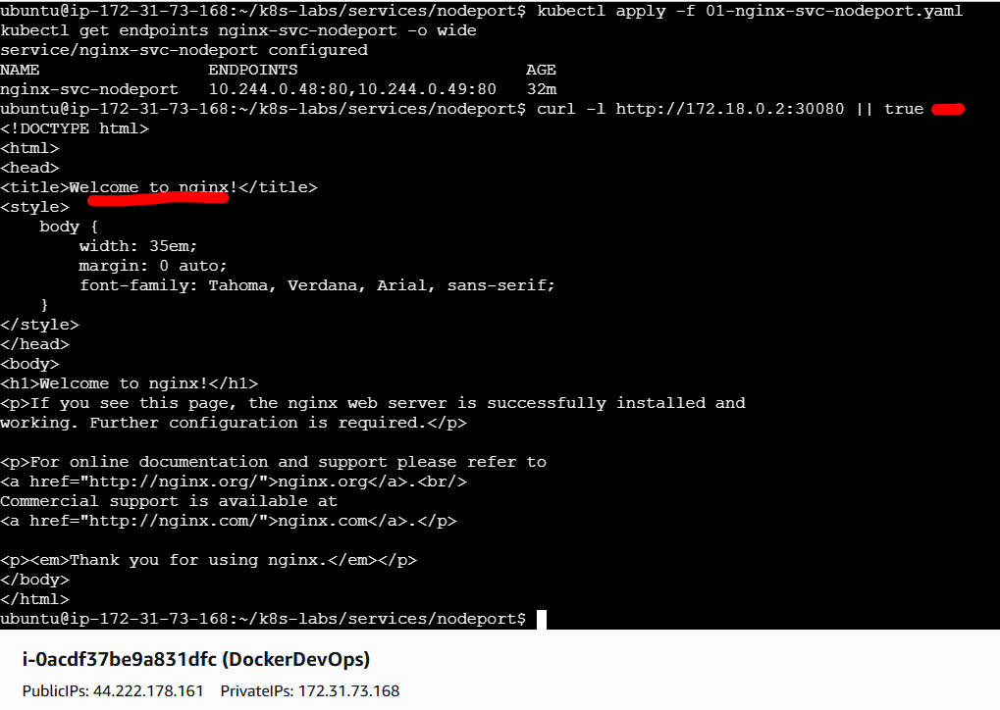 ubuntu@ip-172-31-73-168:~/k8s-labs/services/nodeport$ kubectl apply -f 01-nginx-svc-nodeport.yaml
kubectl get endpoints nginx-svc-nodeport -o wide
service/nginx-svc-nodeport configured
NAME                 ENDPOINTS                       AGE
nginx-svc-nodeport   10.244.0.48:80,10.244.0.49:80   32m
ubuntu@ip-172-31-73-168:~/k8s-labs/services/nodeport$ curl -l http://172.18.0.2:30080 || true
<!DOCTYPE html>
<html>
<head>
<title>Welcome to nginx!</title>
<style>
    body {
        width: 35em;
        margin: 0 auto;
        font-family: Tahoma, Verdana, Arial, sans-serif;
    }
</style>
</head>
<body>
<h1>Welcome to nginx!</h1>
<p>If you see this page, the nginx web server is successfully installed and
working. Further configuration is required.</p>

<p>For online documentation and support please refer to
<a href="http://nginx.org/">nginx.org</a>.<br/>
Commercial support is available at
<a href="http://nginx.com/">nginx.com</a>.</p>

<p><em>Thank you for using nginx.</em></p>
</body>
</html>
ubuntu@ip-172-31-73-168:~/k8s-labs/services/nodeport$
i-0acdf37be9a831dfc (DockerDevOps)
PublicIPs: 44.222.178.161    PrivateIPs: 172.31.73.168